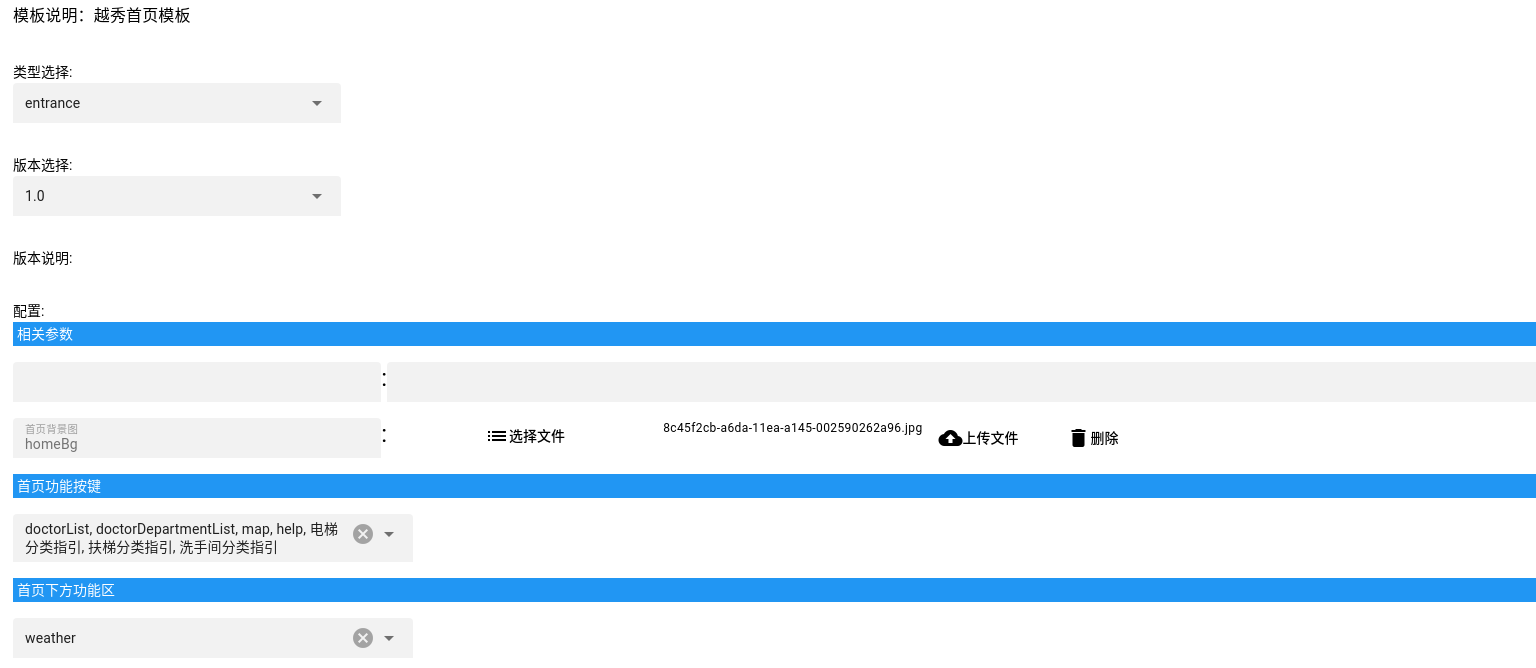 模板说明：越秀首页模板
类型选择:
entrance
版本选择:
1.0
版本说明:
配置:
相关参数
:
首页背景图
homeBg
:
选择文件
8c45f2cb-a6da-11ea-a145-002590262a96.jpg
上传文件
删除
首页功能按键
doctorList, doctorDepartmentList, map, help, 电梯
分类指引, 扶梯分类指引, 洗手间分类指引
首页下方功能区
weather